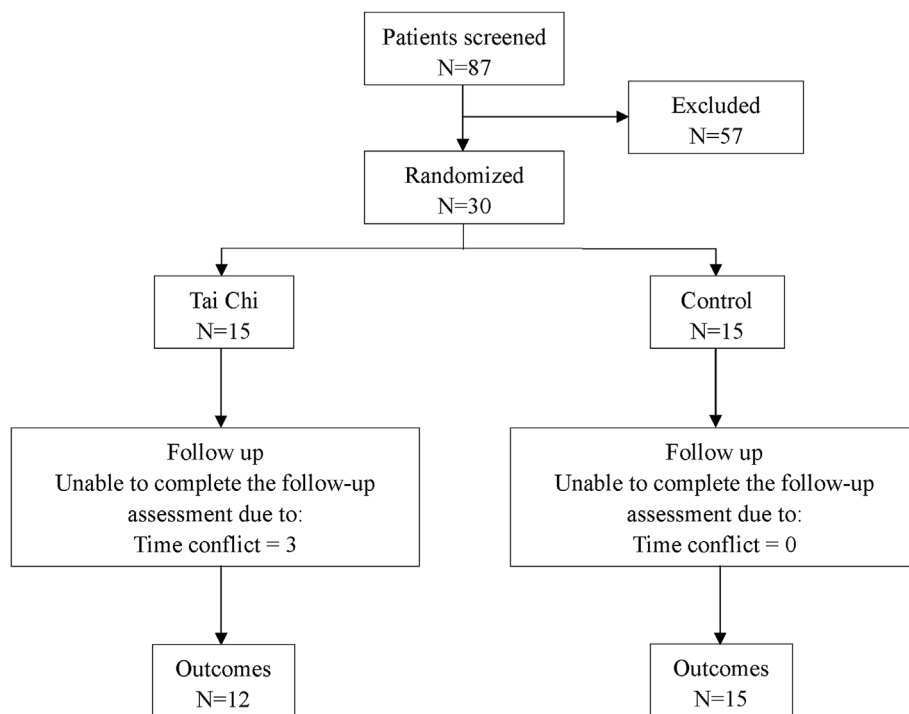 Patients screened
N=87
Excluded
N=57
Randomized
N=30
Tai Chi
N=15
Control
N=15
Follow up
Unable to complete the follow-up
assessment due to:
Time conflict = 3
Follow up
Unable to complete the follow-up
assessment due to:
Time conflict = 0
Outcomes
N=12
Outcomes
N=15